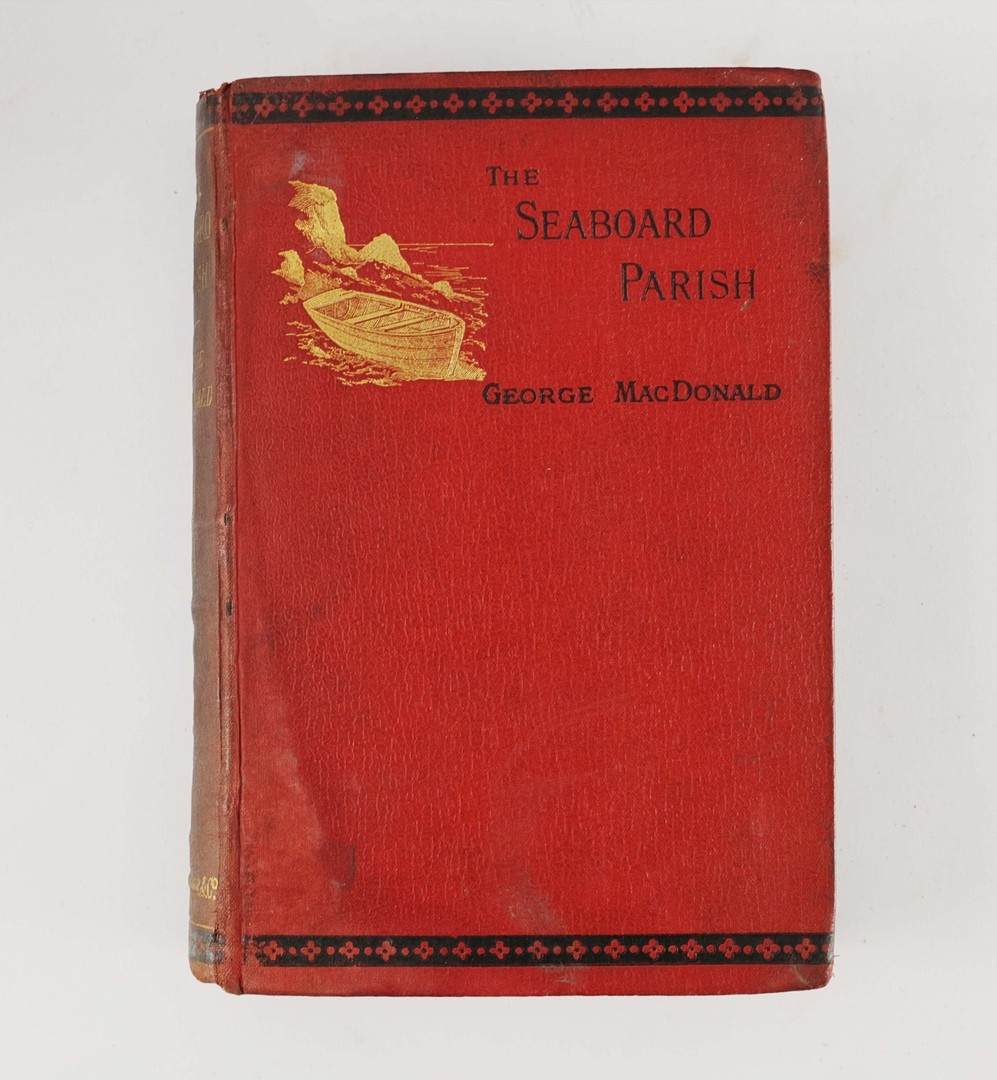 The
Seaboard
Parish
George MacDonald